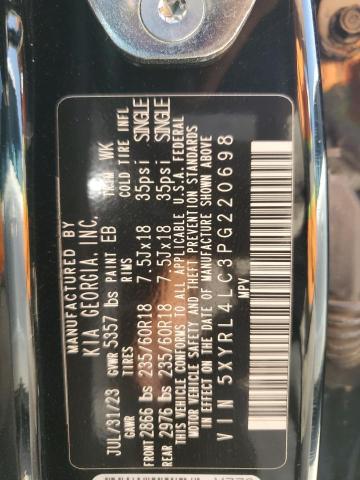 MANUFACTURED BY
KIA GEORGIA, INC.
JUL/31/23 GVWR 5357 lbs PAINT EB TRIM WK
GAWR TIRES RIMS COLD TIRE INFL
FRONT 2866 lbs 235/60R18 7.5Jx18 35psi SINGLE
REAR 2976 lbs 235/60R18 7.5Jx18 35psi SINGLE
THIS VEHICLE CONFORMS TO ALL APPLICABLE U.S.A. FEDERAL
MOTOR VEHICLE SAFETY AND THEFT PREVENTION STANDARDS
IN EFFECT ON THE DATE OF MANUFACTURE SHOWN ABOVE
VIN 5XYRL4LC3PG220698
MPV